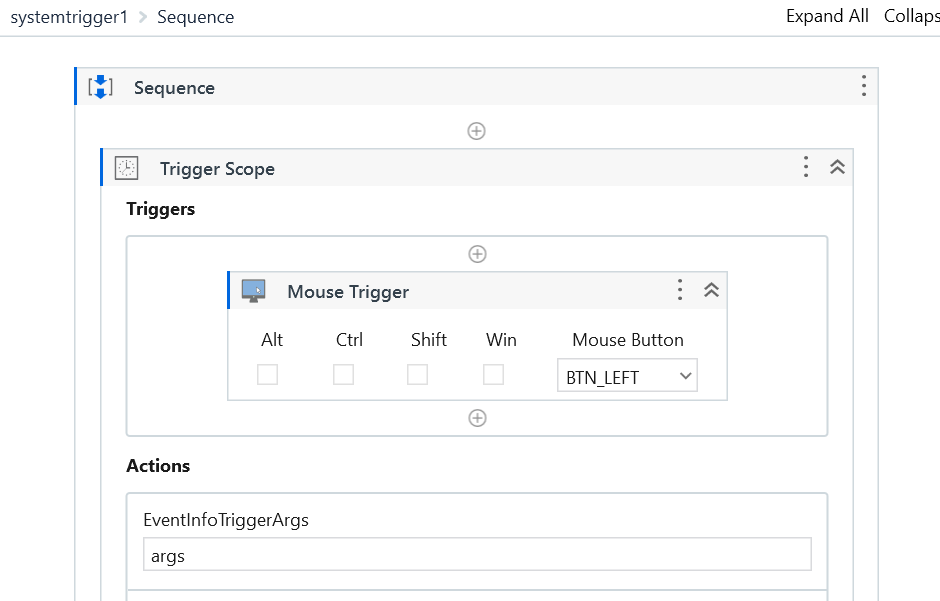 systemtrigger1 > Sequence
Expand All Collaps
Sequence
Trigger Scope
Triggers
Mouse Trigger
Alt Ctrl Shift Win Mouse Button
BTN_LEFT
Actions
EventInfoTriggerArgs
args